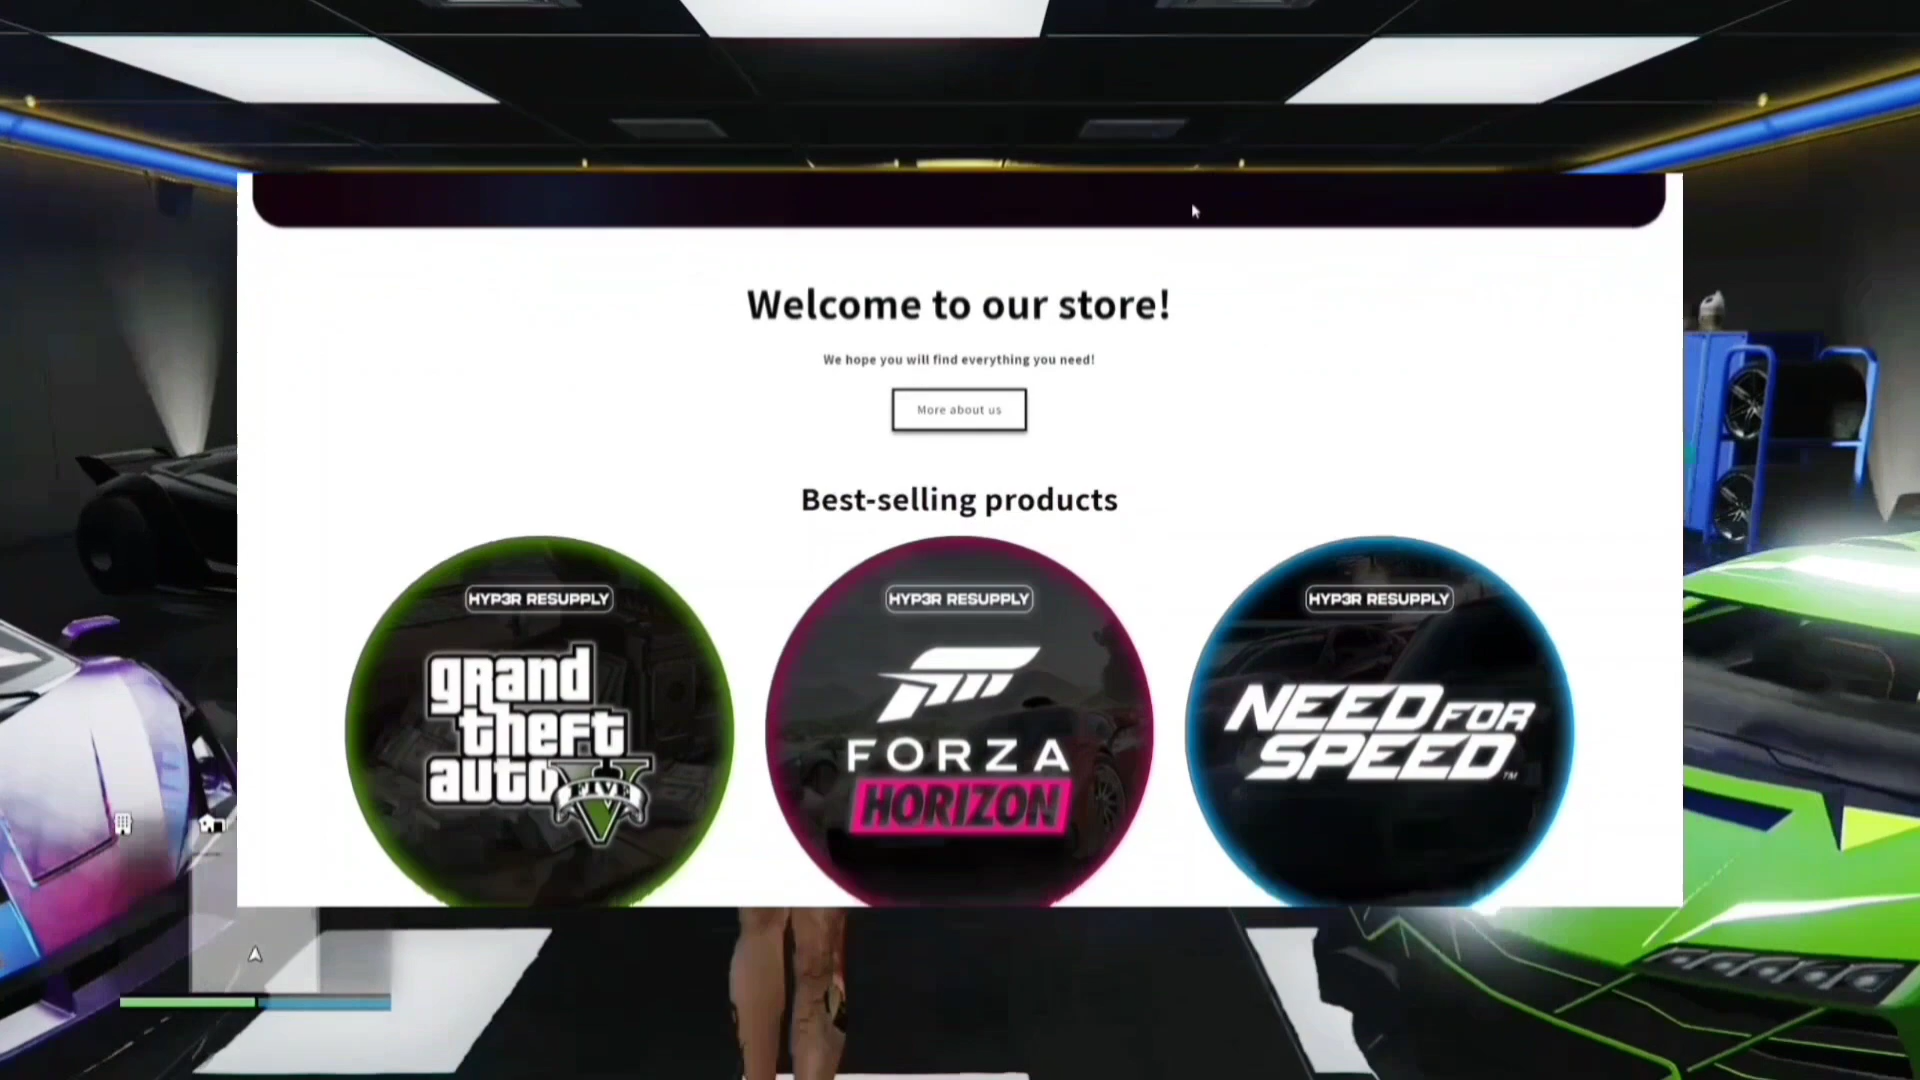 Welcome to our store!
We hope you will find everything you need!
More about us
Best-selling products
HYP3R RESUPPLY
grand
theft
auto V
FIVE
HYP3R RESUPPLY
FORZA
HORIZON
HYP3R RESUPPLY
NEED FOR
SPEED™